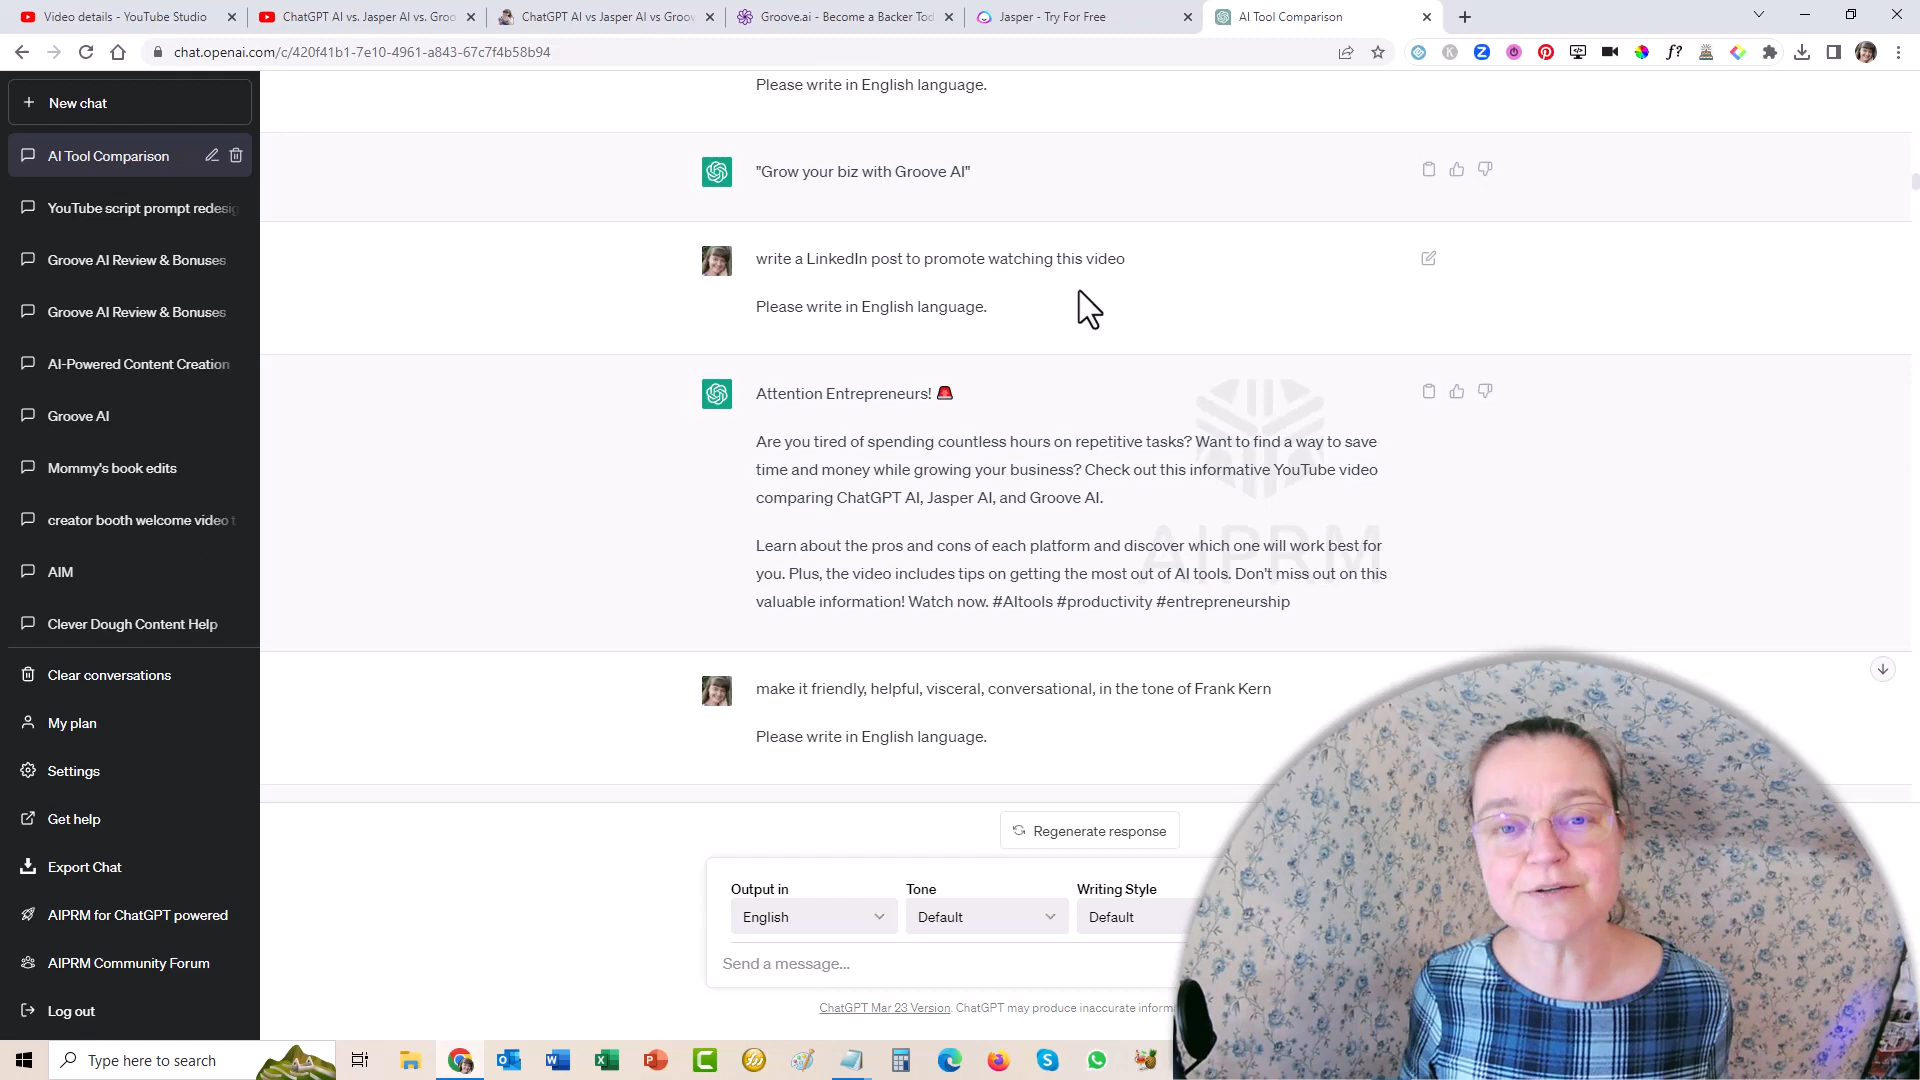 Video details - YouTube Studio
ChatGPT AI vs. Jasper AI vs. Groo
ChatGPT AI vs Jasper AI vs Groov
Groove.ai - Become a Backer Tod
Jasper - Try For Free
AI Tool Comparison
chat.openai.com/c/420f41b1-7e10-4961-a843-67c7f4b58b94
New chat
AI Tool Comparison
YouTube script prompt redesig
Groove AI Review & Bonuses
Groove AI Review & Bonuses
AI-Powered Content Creation
Groove AI
Mommy's book edits
creator booth welcome video t
AIM
Clever Dough Content Help
Clear conversations
My plan
Settings
Get help
Export Chat
AIPRM for ChatGPT powered
AIPRM Community Forum
Log out
Please write in English language.
"Grow your biz with Groove AI"
write a LinkedIn post to promote watching this video
Please write in English language.
Attention Entrepreneurs! 🚨
Are you tired of spending countless hours on repetitive tasks? Want to find a way to save
time and money while growing your business? Check out this informative YouTube video
comparing ChatGPT AI, Jasper AI, and Groove AI.
Learn about the pros and cons of each platform and discover which one will work best for
you. Plus, the video includes tips on getting the most out of AI tools. Don't miss out on this
valuable information! Watch now. #AItools #productivity #entrepreneurship
AIPRM
make it friendly, helpful, visceral, conversational, in the tone of Frank Kern
Please write in English language.
Regenerate response
Output in
Tone
Writing Style
English
Default
Default
Send a message...
ChatGPT Mar 23 Version. ChatGPT may produce inaccurate inform
Type here to search